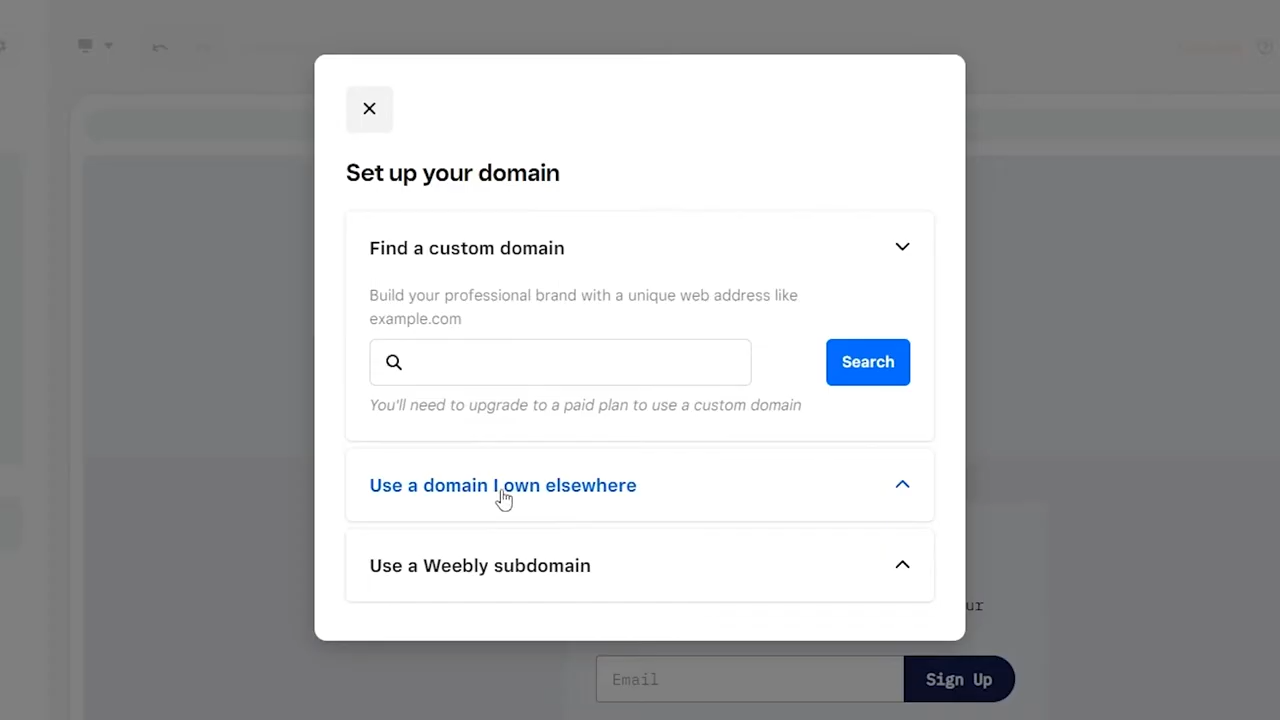 Set up your domain
Find a custom domain
Build your professional brand with a unique web address like
example.com
Search
You'll need to upgrade to a paid plan to use a custom domain
Use a domain I own elsewhere
Use a Weebly subdomain
ur
Email
Sign Up